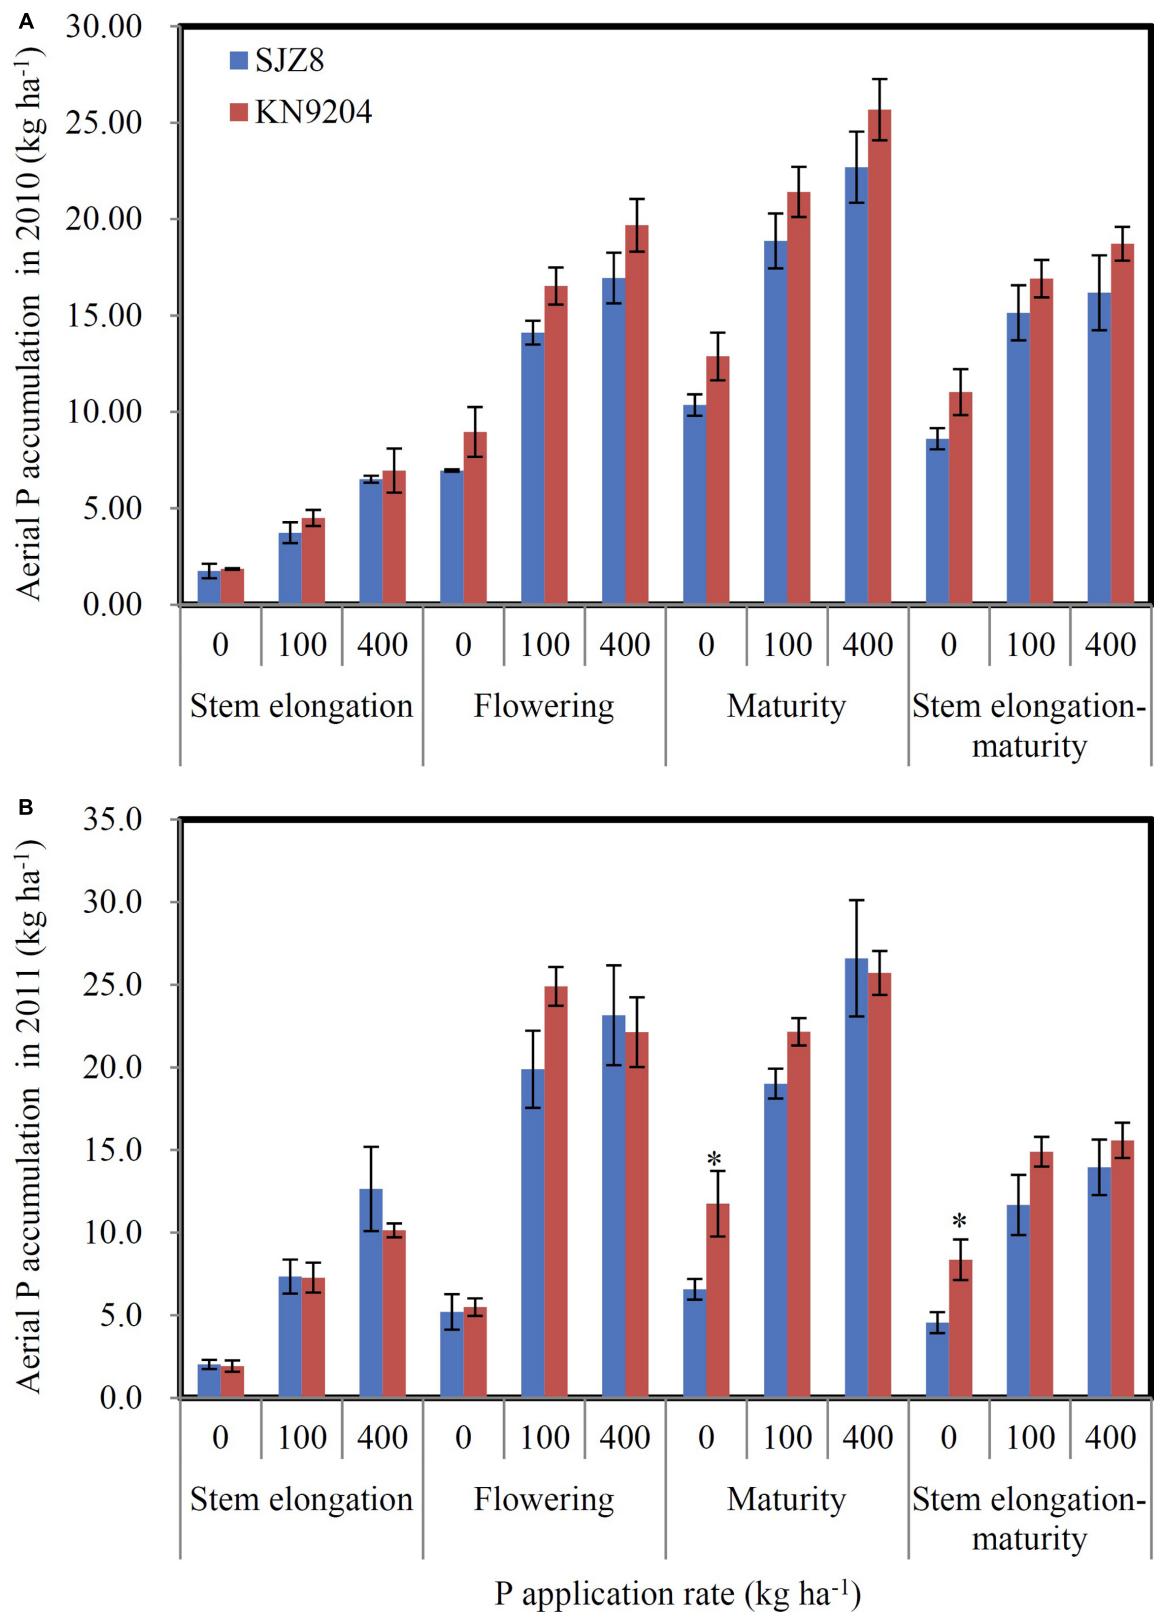 A
Aerial P accumulation in 2010 (kg ha-1)
30.00
25.00
20.00
15.00
10.00
5.00
0.00
SJZ8
KN9204
0 100 400 0 100 400 0 100 400 0 100 400
Stem elongation Flowering Maturity Stem elongation-
maturity
B
Aerial P accumulation in 2011 (kg ha-1)
35.0
30.0
25.0
20.0
15.0
10.0
5.0
0.0
*
*
0 100 400 0 100 400 0 100 400 0 100 400
Stem elongation Flowering Maturity Stem elongation-
maturity
P application rate (kg ha-1)